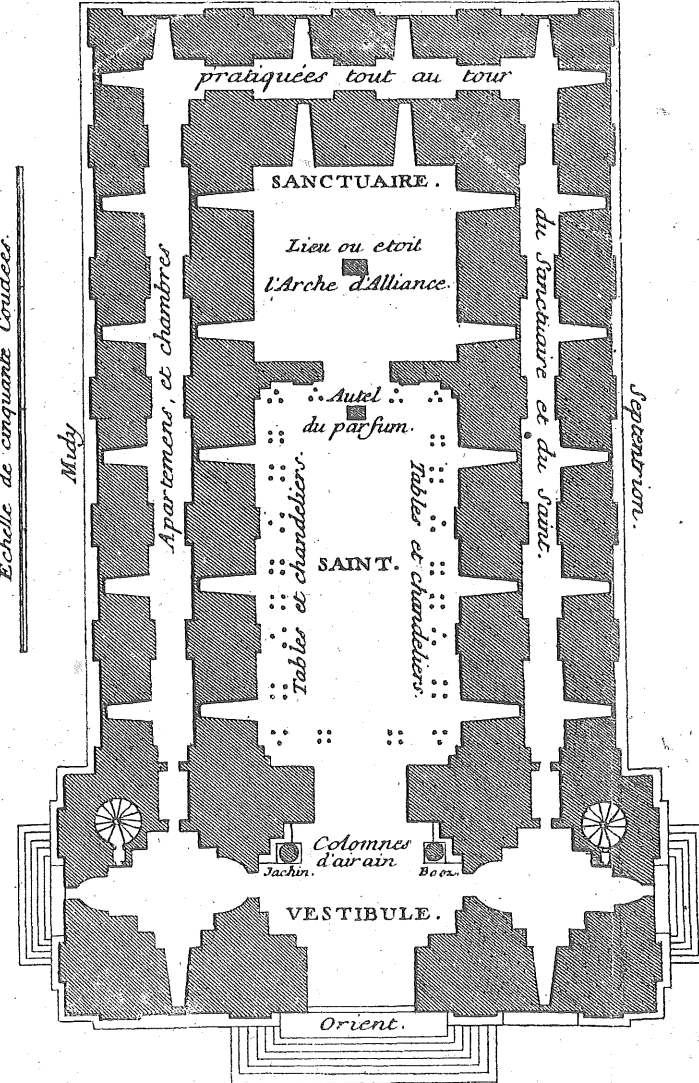 pratiquées tout au tour
SANCTUAIRE.
Lieu ou etoit
l'Arche d'Alliance.
Autel
du parfum.
SAINT.
Tables et chandeliers.
Tables et chandeliers.
Apartemens, et chambres
du Sanctuaire et du Saint.
Midy
Septentrion.
Echelle de cinquante Coudées.
Colomnes
d'airain
Jachin.
Booz.
VESTIBULE.
Orient.